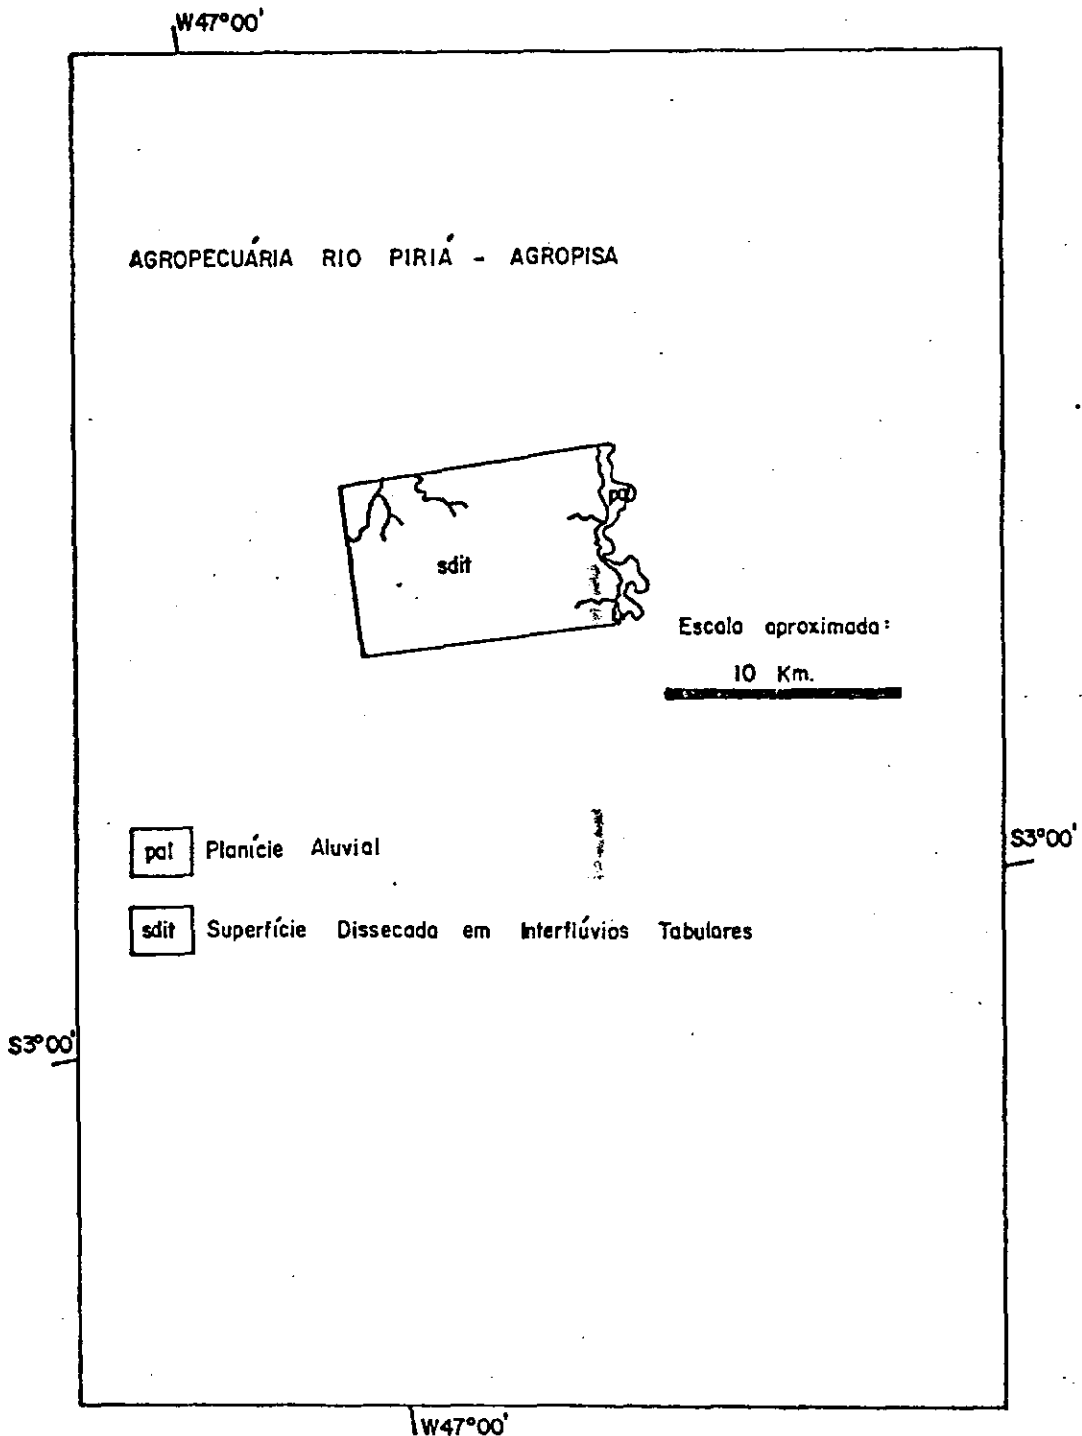 W47°00'
AGROPECUÁRIA RIO PIRIÁ - AGROPISA
pal
sdit
Escala aproximada:
10 Km.
pal Planície Aluvial
S3°00'
sdit Superfície Dissecada em Interflúvios Tabulares
S3°00'
W47°00'